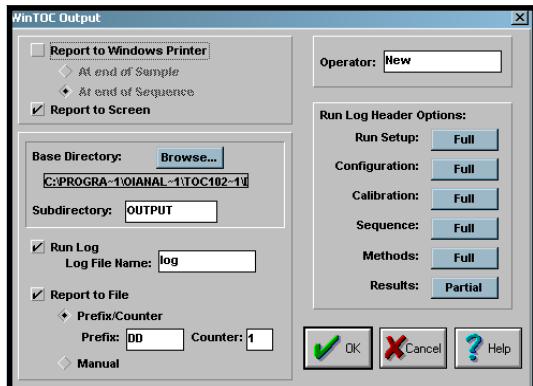 WinTOC Output
Report to Windows Printer
At end of Sample
At end of Sequence
Report to Screen
Base Directory: Browse...
C:\PROGRA~1\OIANAL~1\TOC102~1\
Subdirectory: OUTPUT
Run Log
Log File Name: log
Report to File
Prefix/Counter
Prefix: DD Counter: 1
Manual
Operator: New
Run Log Header Options:
Run Setup: Full
Configuration: Full
Calibration: Full
Sequence: Full
Methods: Full
Results: Partial
OK Cancel Help